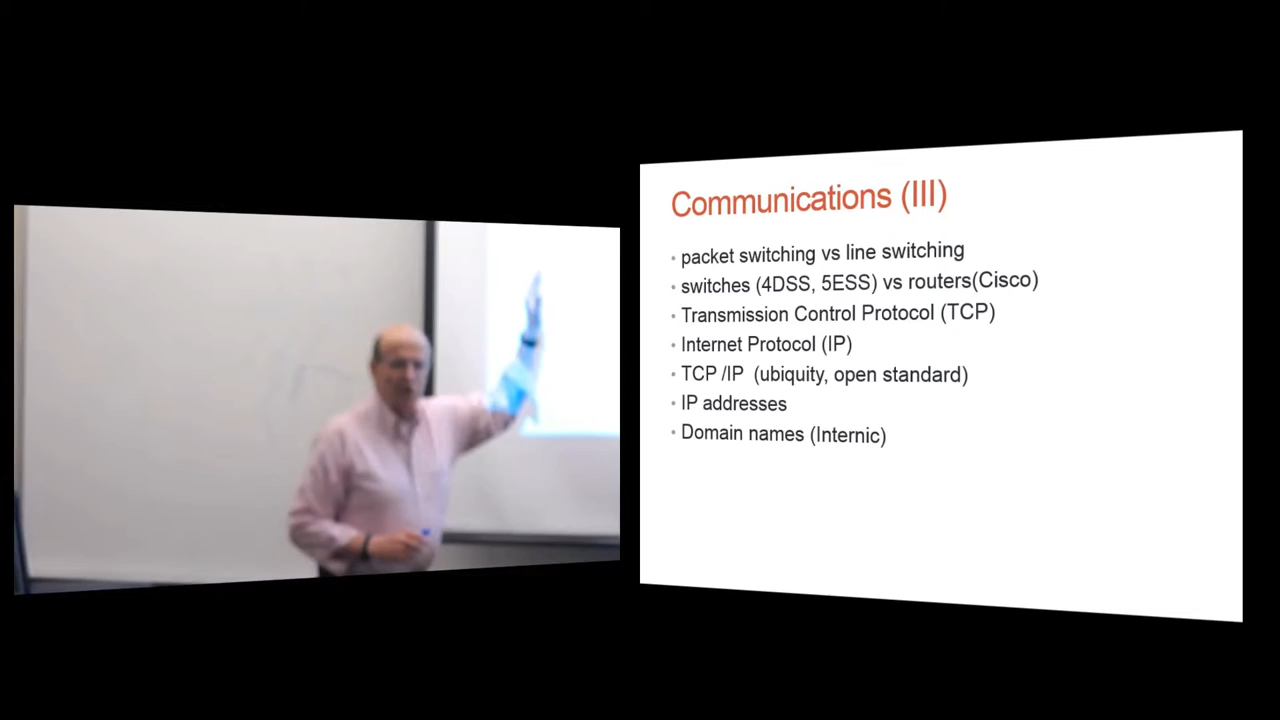 Communications (III)
packet switching vs line switching
switches (4DSS, 5ESS) vs routers(Cisco)
Transmission Control Protocol (TCP)
Internet Protocol (IP)
TCP /IP (ubiquity, open standard)
IP addresses
Domain names (Internic)